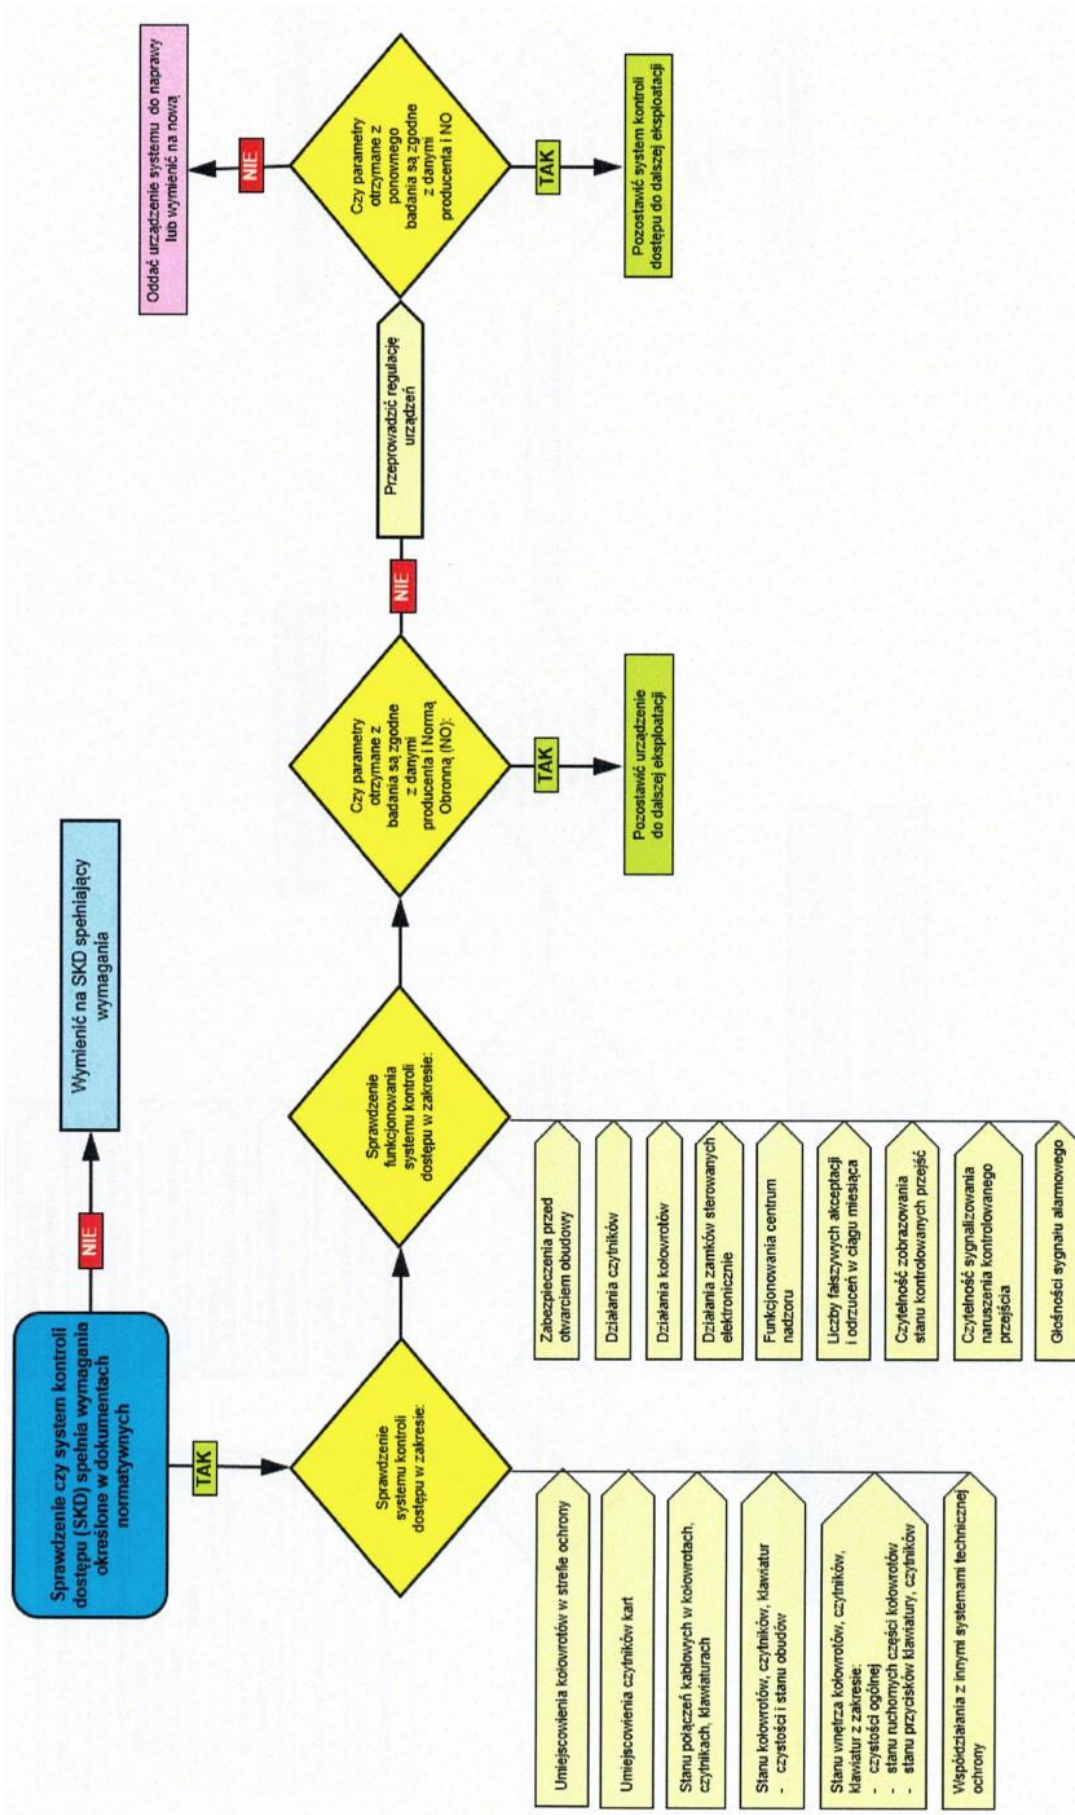 Sprawdzenie czy system kontroli
dostępu (SKD) spełnia wymagania
określone w dokumentach
normatywnych
NIE
Wymienić na SKD spełniający
wymagania
TAK
Sprawdzenie
systemu kontroli
dostępu w zakresie:
Umiejscowienia kołowrotów w strefie ochrony
Umiejscowienia czytników kart
Stanu połączeń kablowych w kołowrotach,
czytnikach, klawiaturach
Stanu kołowrotów, czytników, klawiatur
- czystości i stanu obudów
Stanu wnętrza kołowrotów, czytników,
klawiatur z zakresie:
- czystości ogólnej
- stanu ruchomych części kołowrotów
- stanu przycisków klawiatury, czytników
Współdziałania z innymi systemami technicznej
ochrony
Sprawdzenie
funkcjonowania
systemu kontroli
dostępu w zakresie:
Zabezpieczenia przed
otwarciem obudowy
Działania czytników
Działania kołowrotów
Działania zamków sterowanych
elektronicznie
Funkcjonowania centrum
nadzoru
Liczby fałszywych akceptacji
i odrzuceń w ciągu miesiąca
Czytelność zobrazowania
stanu kontrolowanych przejść
Czytelność sygnalizowania
naruszenia kontrolowanego
przejścia
Głośności sygnału alarmowego
Czy parametry
otrzymane z
badania są zgodne
z danymi
producenta i Normą
Obronną (NO):
TAK
Pozostawić urządzenie
do dalszej eksploatacji
NIE
Przeprowadzić regulację
urządzeń
Czy parametry
otrzymane z
ponownego
badania są zgodne
z danymi
producenta i NO
NIE
Oddać urządzenie systemu do naprawy
lub wymienić na nową
TAK
Pozostawić system kontroli
dostępu do dalszej eksploatacji